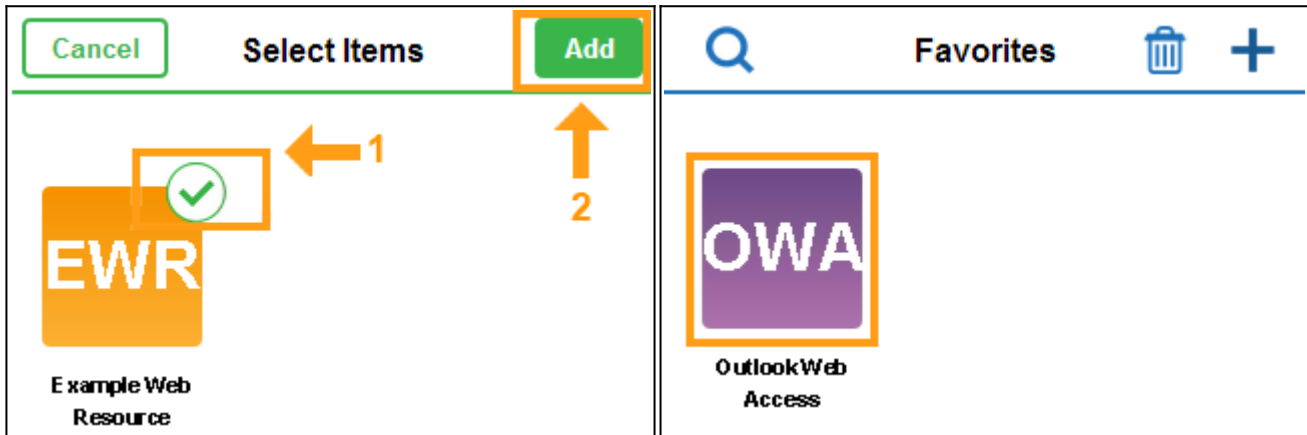 Cancel Select Items Add
1
2
EWR
Example Web
Resource
Favorites
OWA
Outlook Web
Access